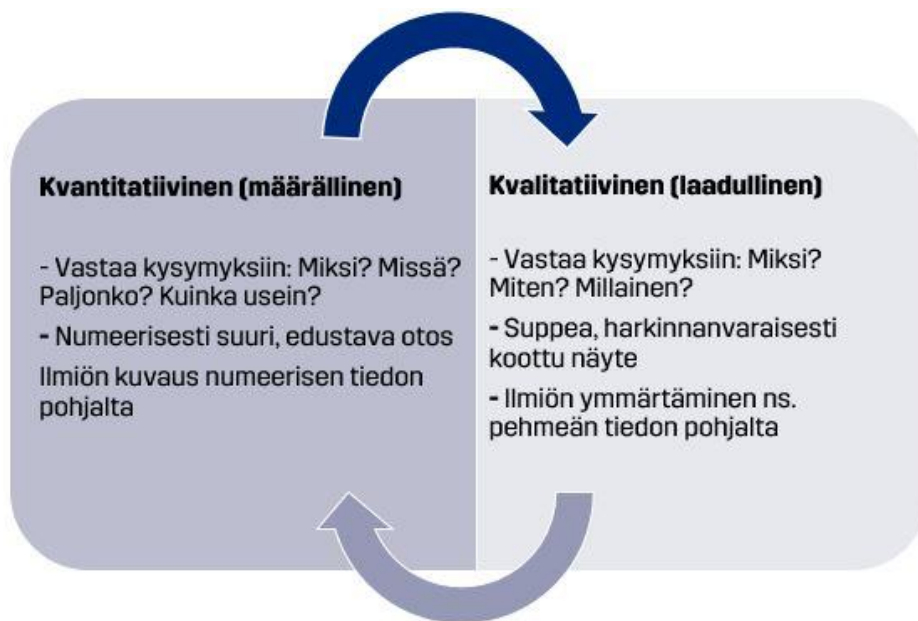 Kvantitatiivinen (määrällinen)
- Vastaa kysymyksiin: Miksi? Missä?
Paljonko? Kuinka usein?
- Numeerisesti suuri, edustava otos
Ilmiön kuvaus numeerisen tiedon
pohjalta
Kvalitatiivinen (laadullinen)
- Vastaa kysymyksiin: Miksi?
Miten? Millainen?
- Suppea, harkinnanvaraisesti
koottu näyte
- Ilmiön ymmärtäminen ns.
pehmeän tiedon pohjalta